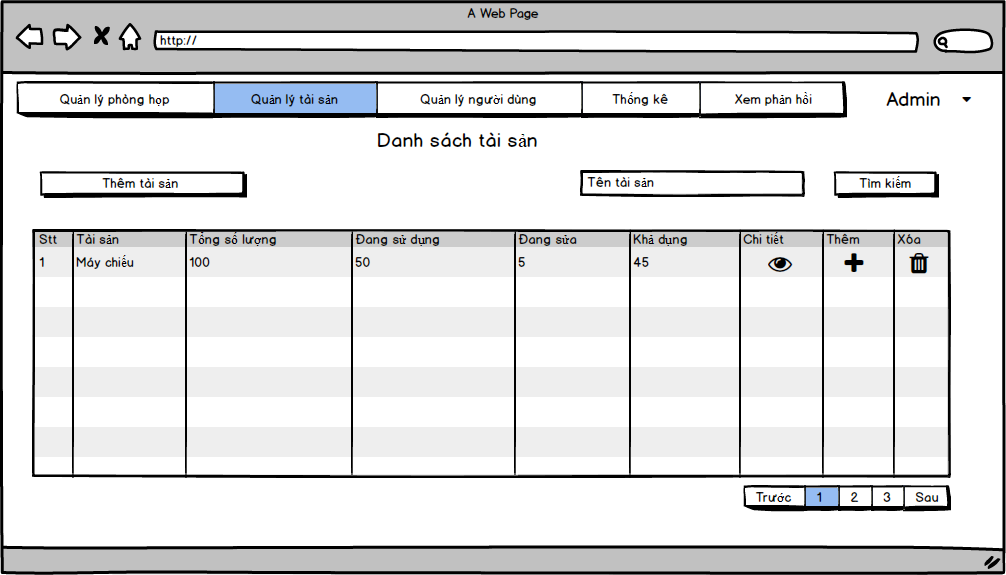 A Web Page
http://
Quản lý phòng họp Quản lý tài sản Quản lý người dùng Thống kê Xem phản hồi Admin
Danh sách tài sản
Thêm tài sản Tên tài sản Tìm kiếm
Stt Tài sản Tổng số lượng Đang sử dụng Đang sửa Khả dụng Chi tiết Thêm Xóa
1 Máy chiếu 100 50 5 45
Trước 1 2 3 Sau